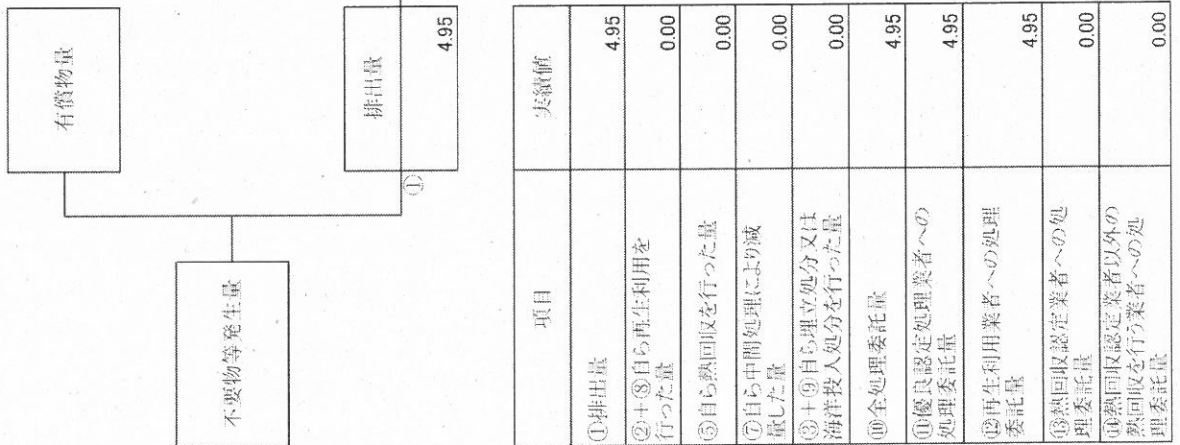 有償物量
不要物等発生量
①
排出量
4.95
項目
実績値
①排出量
4.95
②+⑧自ら再生利用を
行った量
0.00
⑤自ら熱回収を行った量
0.00
⑦自ら中間処理により減
量した量
0.00
③+⑨自ら埋立処分又は
海洋投入処分を行った量
0.00
⑩全処理委託量
4.95
⑪優良認定処理業者への
処理委託量
4.95
⑫再生利用業者への処理
委託量
4.95
⑬熱回収認定業者への処
理委託量
0.00
⑭熱回収認定業者以外の
熱回収を行う業者への処
理委託量
0.00